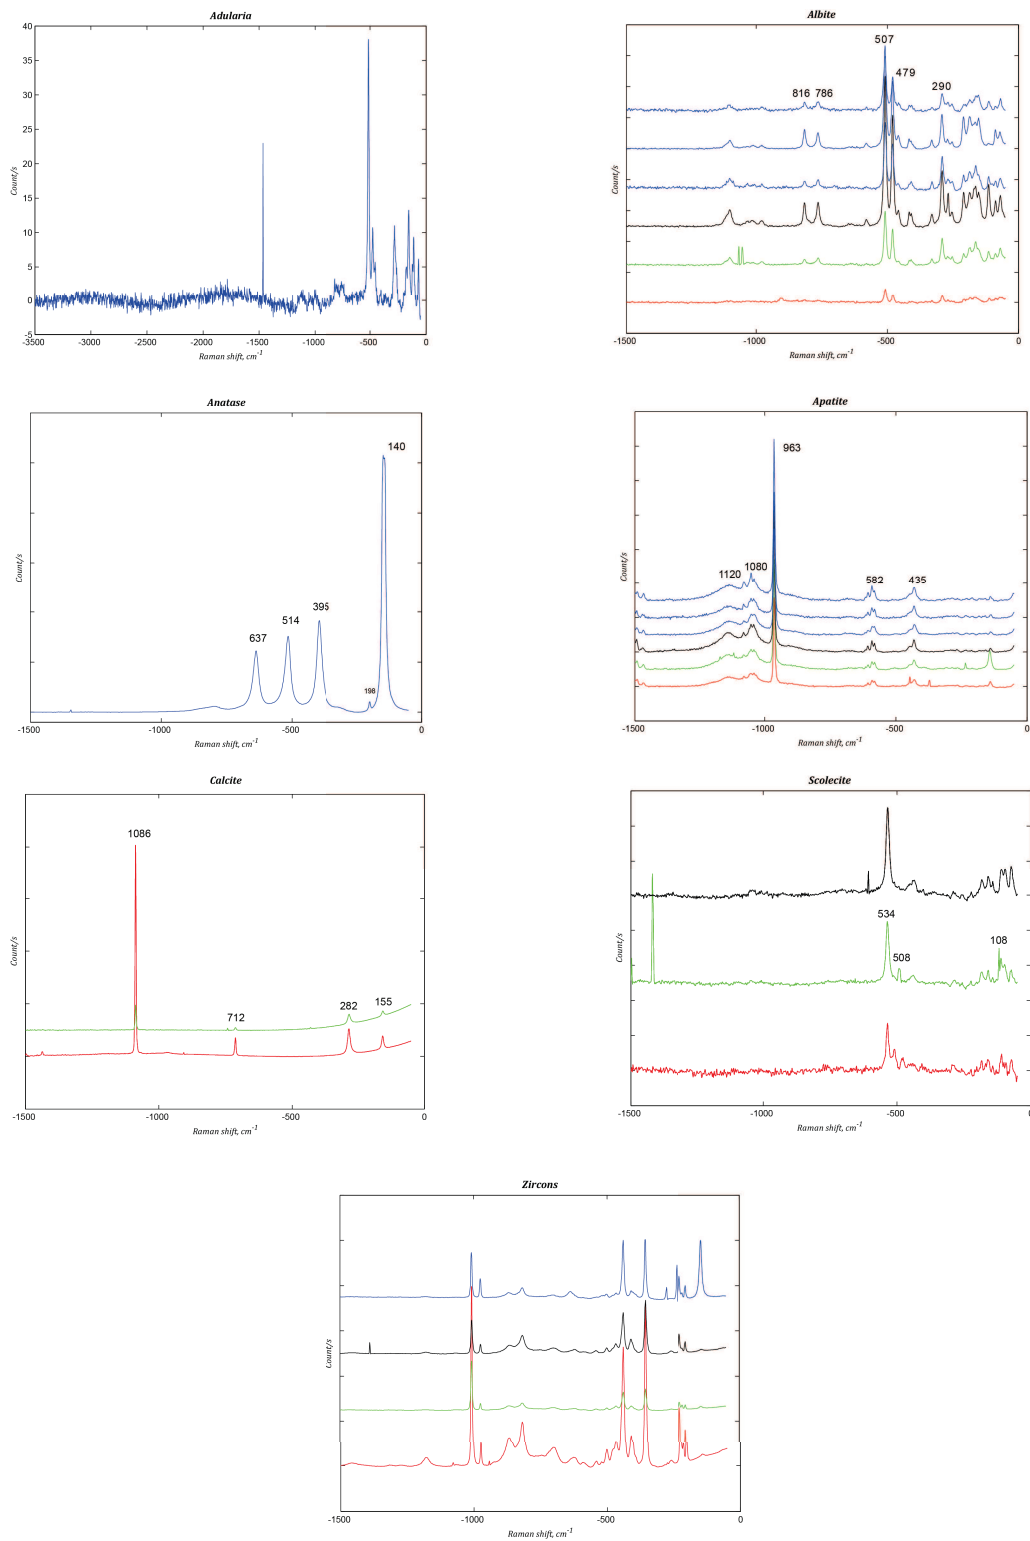 Adularia
40
35
30
25
20
15
10
5
0
-5
Count/s
-3500 -3000 -2500 -2000 -1500 -1000 -500 0
Raman shift, cm-1
Albite
507
479
816 786
290
Count/s
-1500 -1000 -500 0
Raman shift, cm-1
Anatase
140
395
514
637
198
Count/s
-1500 -1000 -500 0
Raman shift, cm-1
Apatite
963
1120 1080
582 435
Count/s
-1500 -1000 -500 0
Raman shift, cm-1
Calcite
1086
712 282 155
Count/s
-1500 -1000 -500 0
Raman shift, cm-1
Scolecite
534
508 108
Count/s
-1500 -1000 -500 0
Raman shift, cm-1
Zircons
Count/s
-1500 -1000 -500 0
Raman shift, cm-1